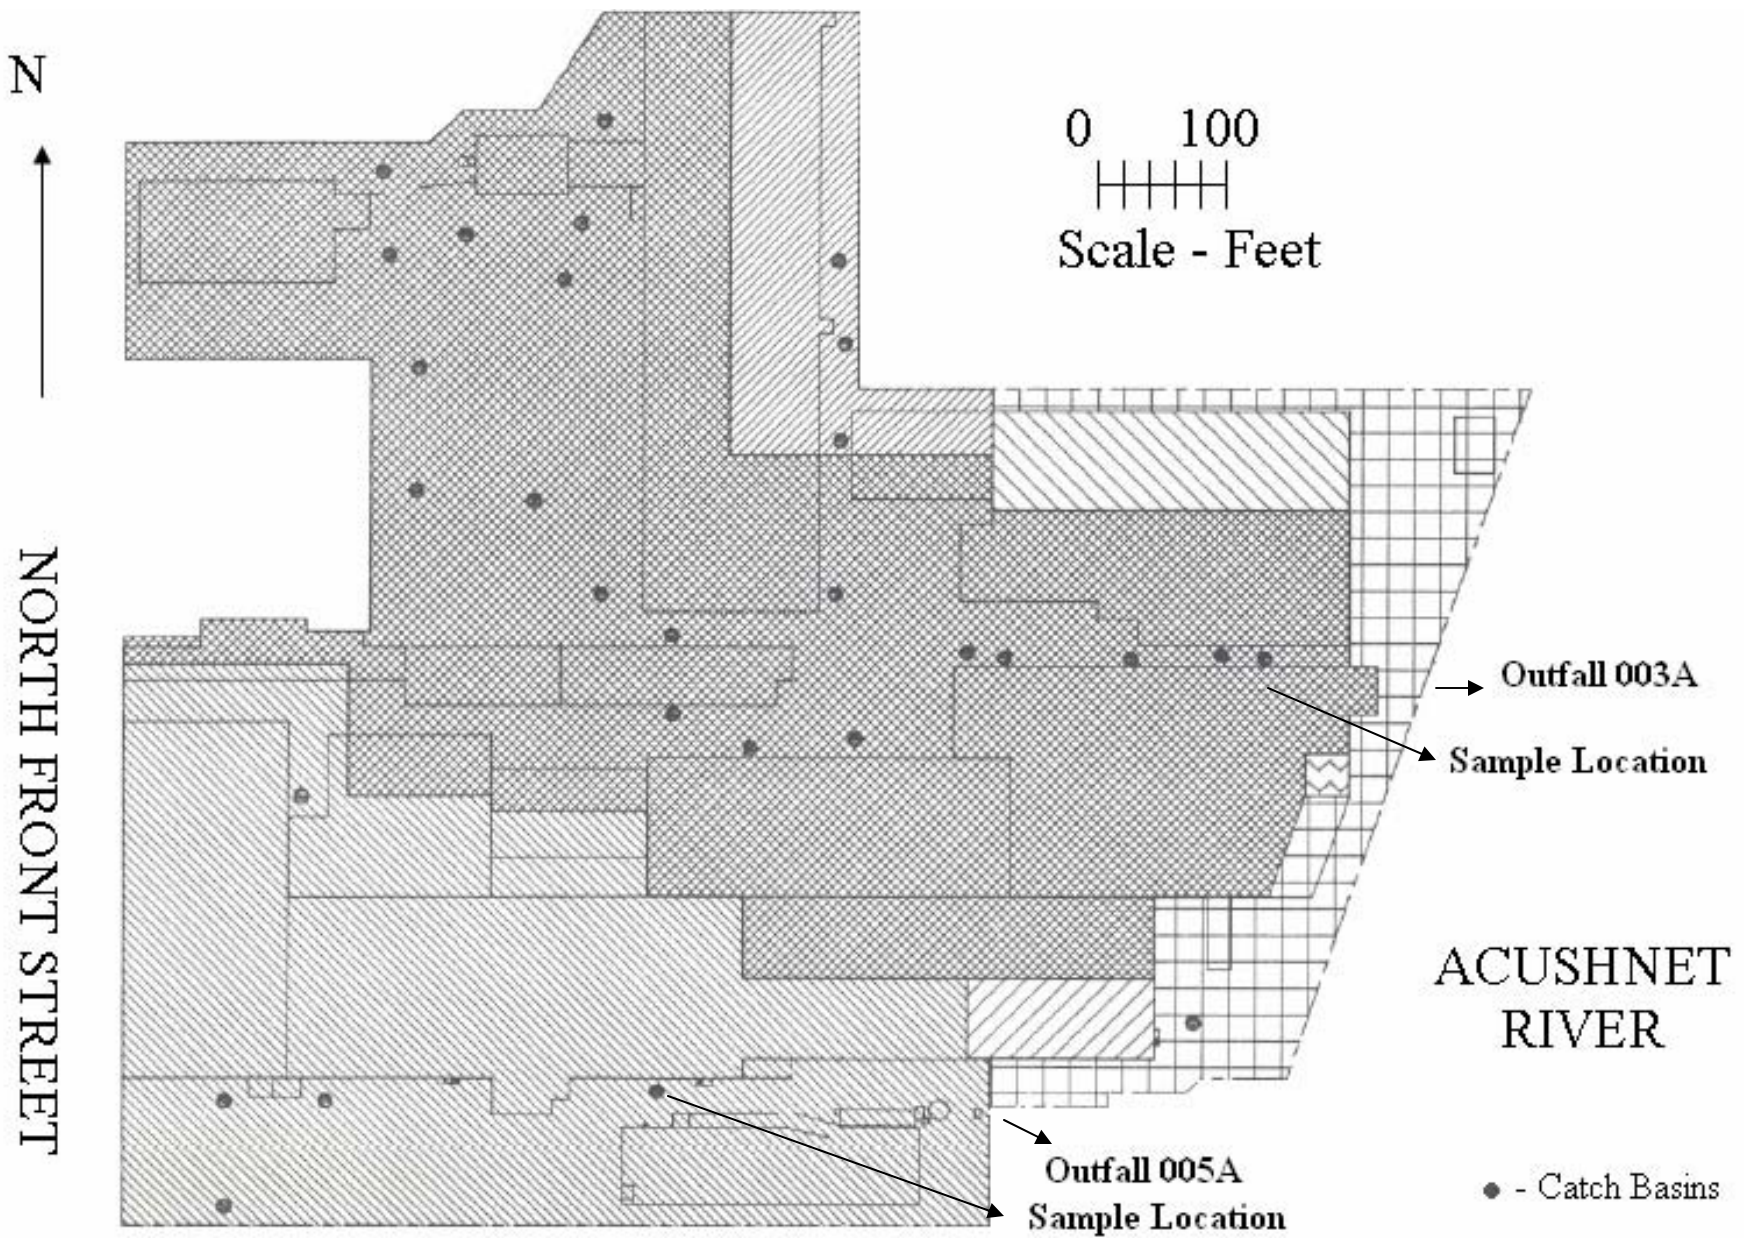 N
0 100
Scale - Feet
NORTH FRONT STREET
Outfall 003A
Sample Location
ACUSHNET
RIVER
Outfall 005A
Sample Location
- Catch Basins